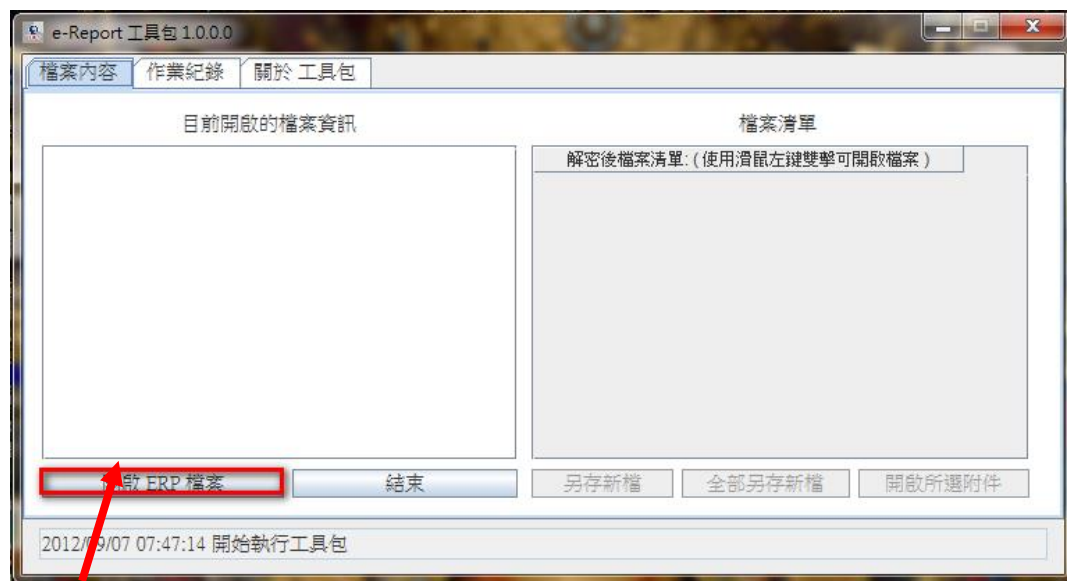 e-Report 工具包 1.0.0.0
檔案內容 作業紀錄 關於 工具包
目前開啟的檔案資訊 檔案清單
解密後檔案清單: ( 使用滑鼠左鍵雙擊可開啟檔案 )
啟 ERP 檔案 結束 另存新檔 全部另存新檔 開啟所選附件
2012/09/07 07:47:14 開始執行工具包